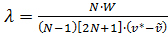 λ = N·W / (N−1)[2N+1]·(v*−ṽ)